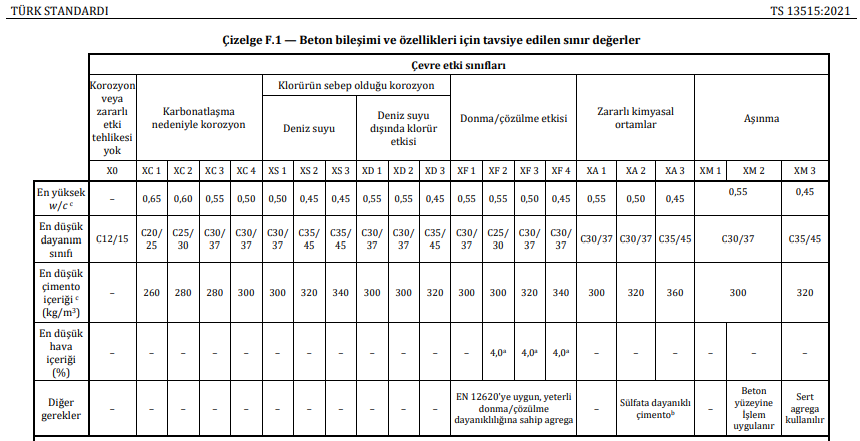 TÜRK STANDARDI TS 13515:2021
Çizelge F.1 — Beton bileşimi ve özellikleri için tavsiye edilen sınır değerler
Çevre etki sınıfları
Korozyon
veya
zararlı
etki
tehlikesi
yok
Karbonatlaşma
nedeniyle korozyon
Klorürün sebep olduğu korozyon
Deniz suyu
Deniz suyu
dışında klorür
etkisi
Donma/çözülme etkisi
Zararlı kimyasal
ortamlar
Aşınma
X0 XC 1 XC 2 XC 3 XC 4 XS 1 XS 2 XS 3 XD 1 XD 2 XD 3 XF 1 XF 2 XF 3 XF 4 XA 1 XA 2 XA 3 XM 1 XM 2 XM 3
En yüksek
w/c c
– 0,65 0,60 0,55 0,50 0,50 0,45 0,45 0,55 0,55 0,45 0,55 0,55 0,50 0,45 0,55 0,50 0,45 0,55 0,45
En düşük
dayanım
sınıfı
C12/15 C20/25 C25/30 C30/37 C30/37 C30/37 C35/45 C35/45 C30/37 C30/37 C35/45 C30/37 C25/30 C30/37 C30/37 C30/37 C30/37 C35/45 C30/37 C35/45
En düşük
çimento
içeriği c
(kg/m³)
– 260 280 280 300 300 320 340 300 300 320 300 300 320 340 300 320 360 300 320
En düşük
hava
içeriği
(%)
– – – – – – – – – – – – 4,0a 4,0a 4,0a – – – – – –
Diğer
gerekler
– – – – – – – – – – –
EN 12620'ye uygun, yeterli
donma/çözülme
dayanıklılığına sahip agrega
–
Sülfata dayanıklı
çimentob
–
Beton
yüzeyine
İşlem
uygulanır
Sert
agrega
kullanılır